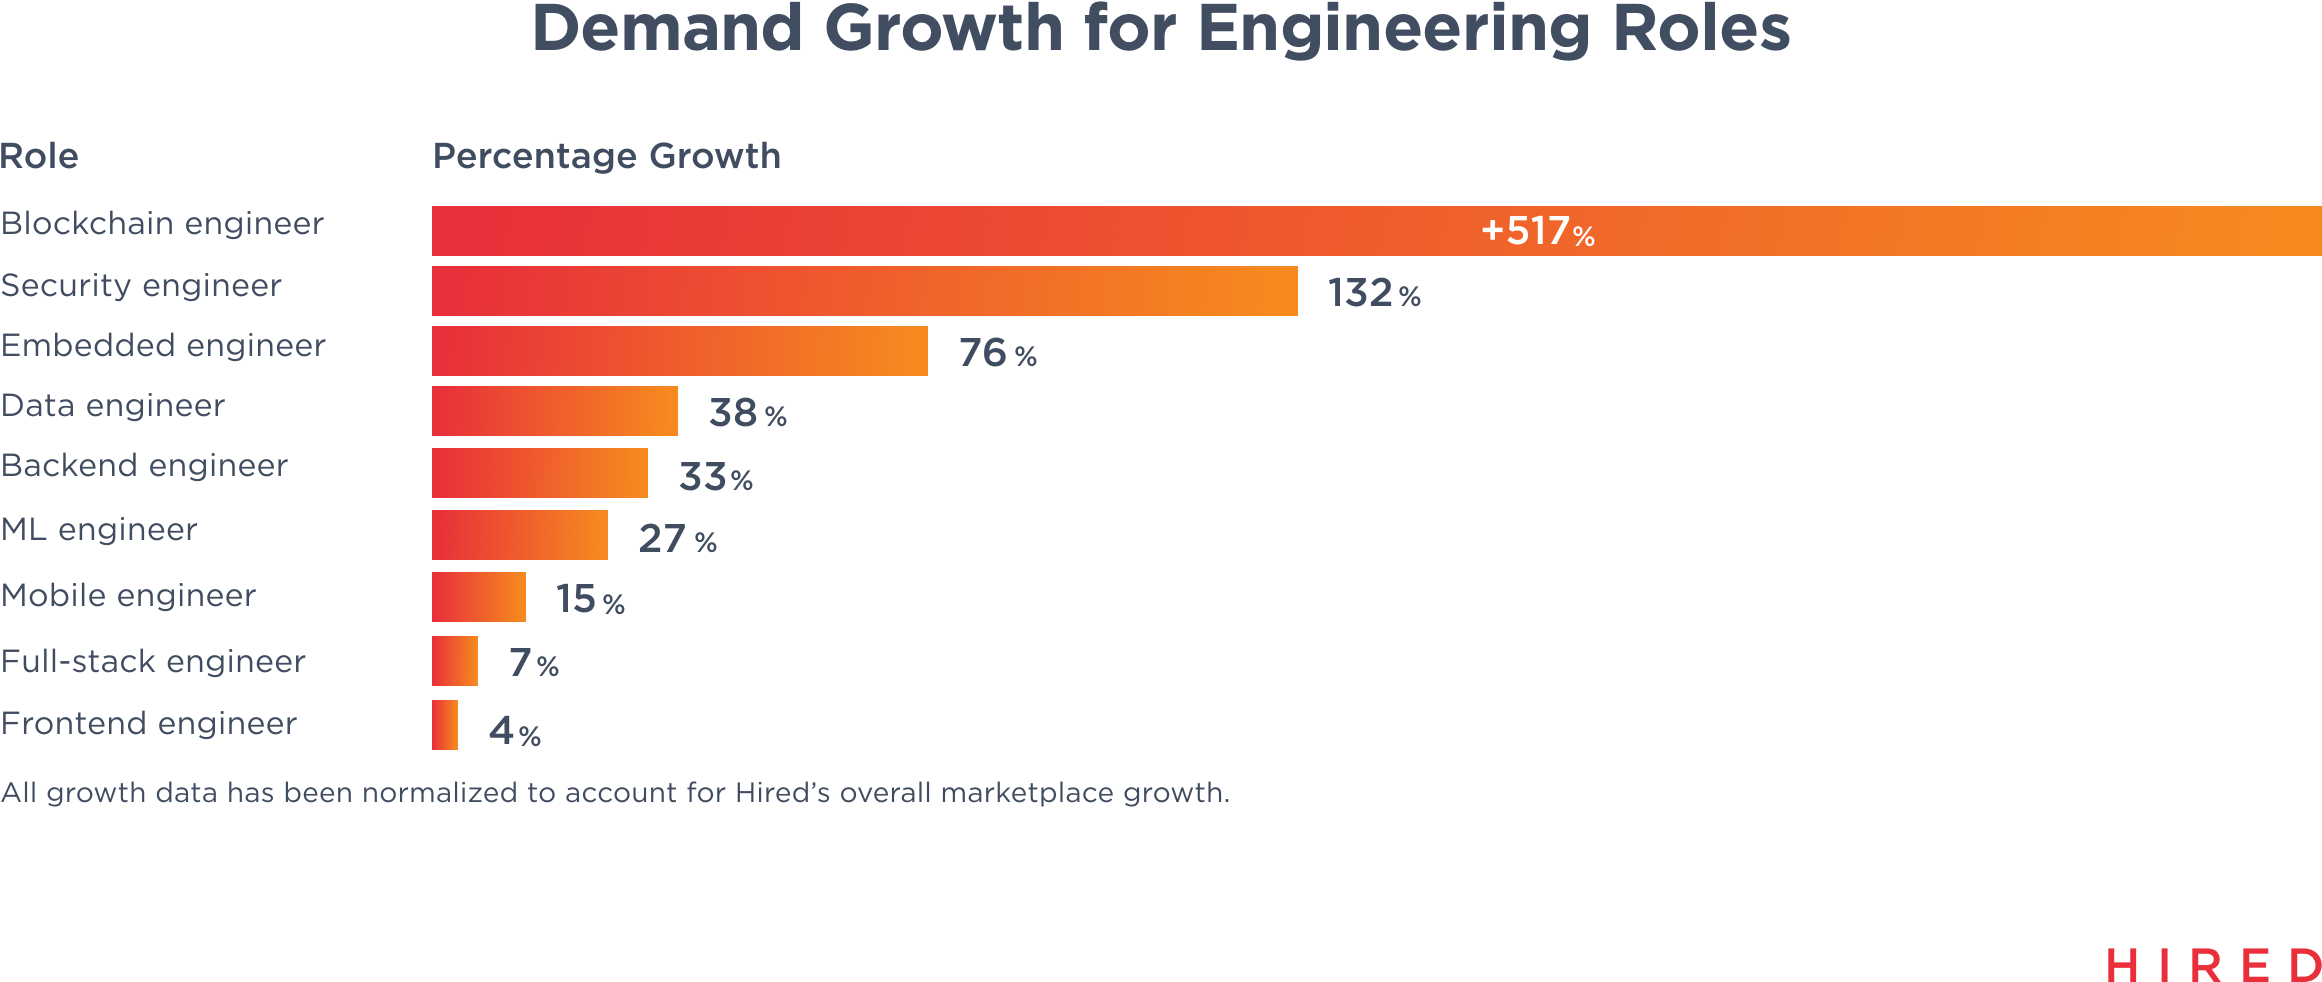 Demand Growth for Engineering Roles
Role Percentage Growth
Blockchain engineer +517%
Security engineer 132%
Embedded engineer 76%
Data engineer 38%
Backend engineer 33%
ML engineer 27%
Mobile engineer 15%
Full-stack engineer 7%
Frontend engineer 4%
All growth data has been normalized to account for Hired’s overall marketplace growth.
HIRED